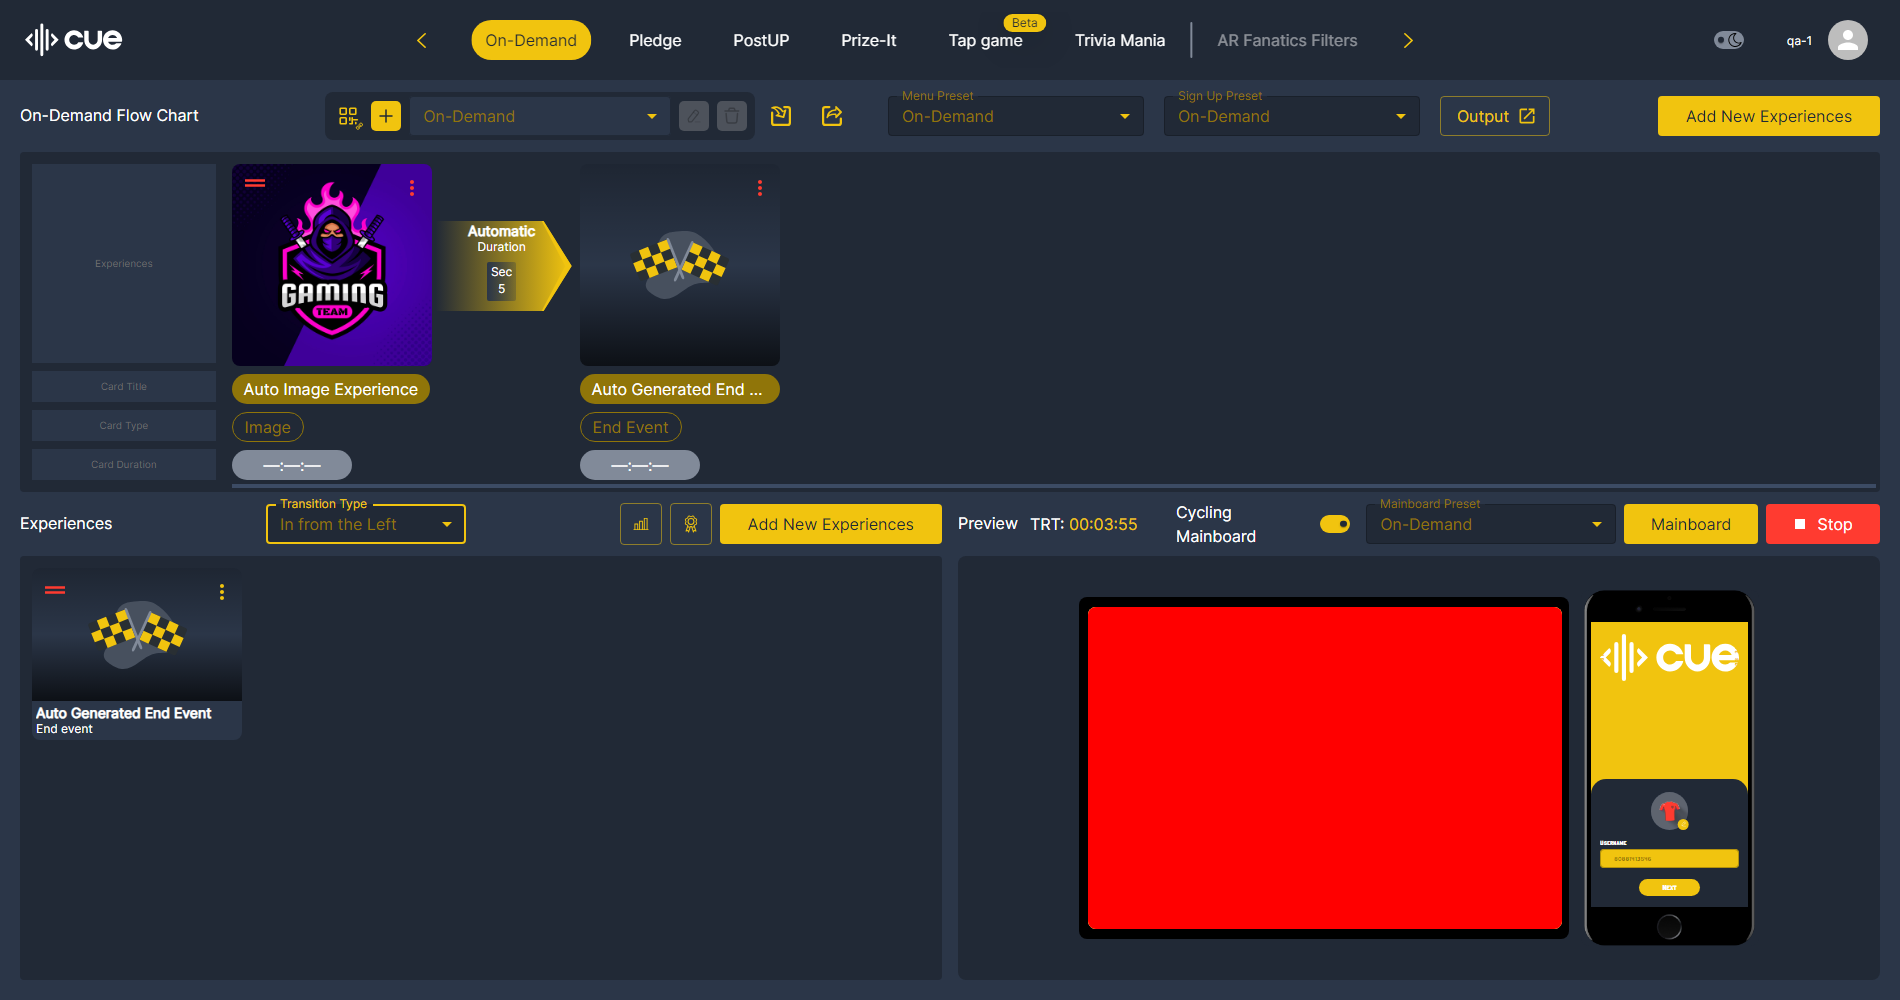 cue
On-Demand
Pledge
PostUP
Prize-It
Beta
Tap game
Trivia Mania
AR Fanatics Filters
qa-1
On-Demand Flow Chart
On-Demand
Menu Preset
On-Demand
Sign Up Preset
On-Demand
Output
Add New Experiences
Experiences
GAMING
TEAM
Automatic
Duration
Sec
5
Card Title
Auto Image Experience
Auto Generated End ...
Card Type
Image
End Event
Card Duration
—:—:—
—:—:—
Experiences
Transition Type
In from the Left
Add New Experiences
Preview
TRT: 00:03:55
Cycling
Mainboard
Mainboard Preset
On-Demand
Mainboard
Stop
Auto Generated End Event
End event
cue
USERNAME
NEXT